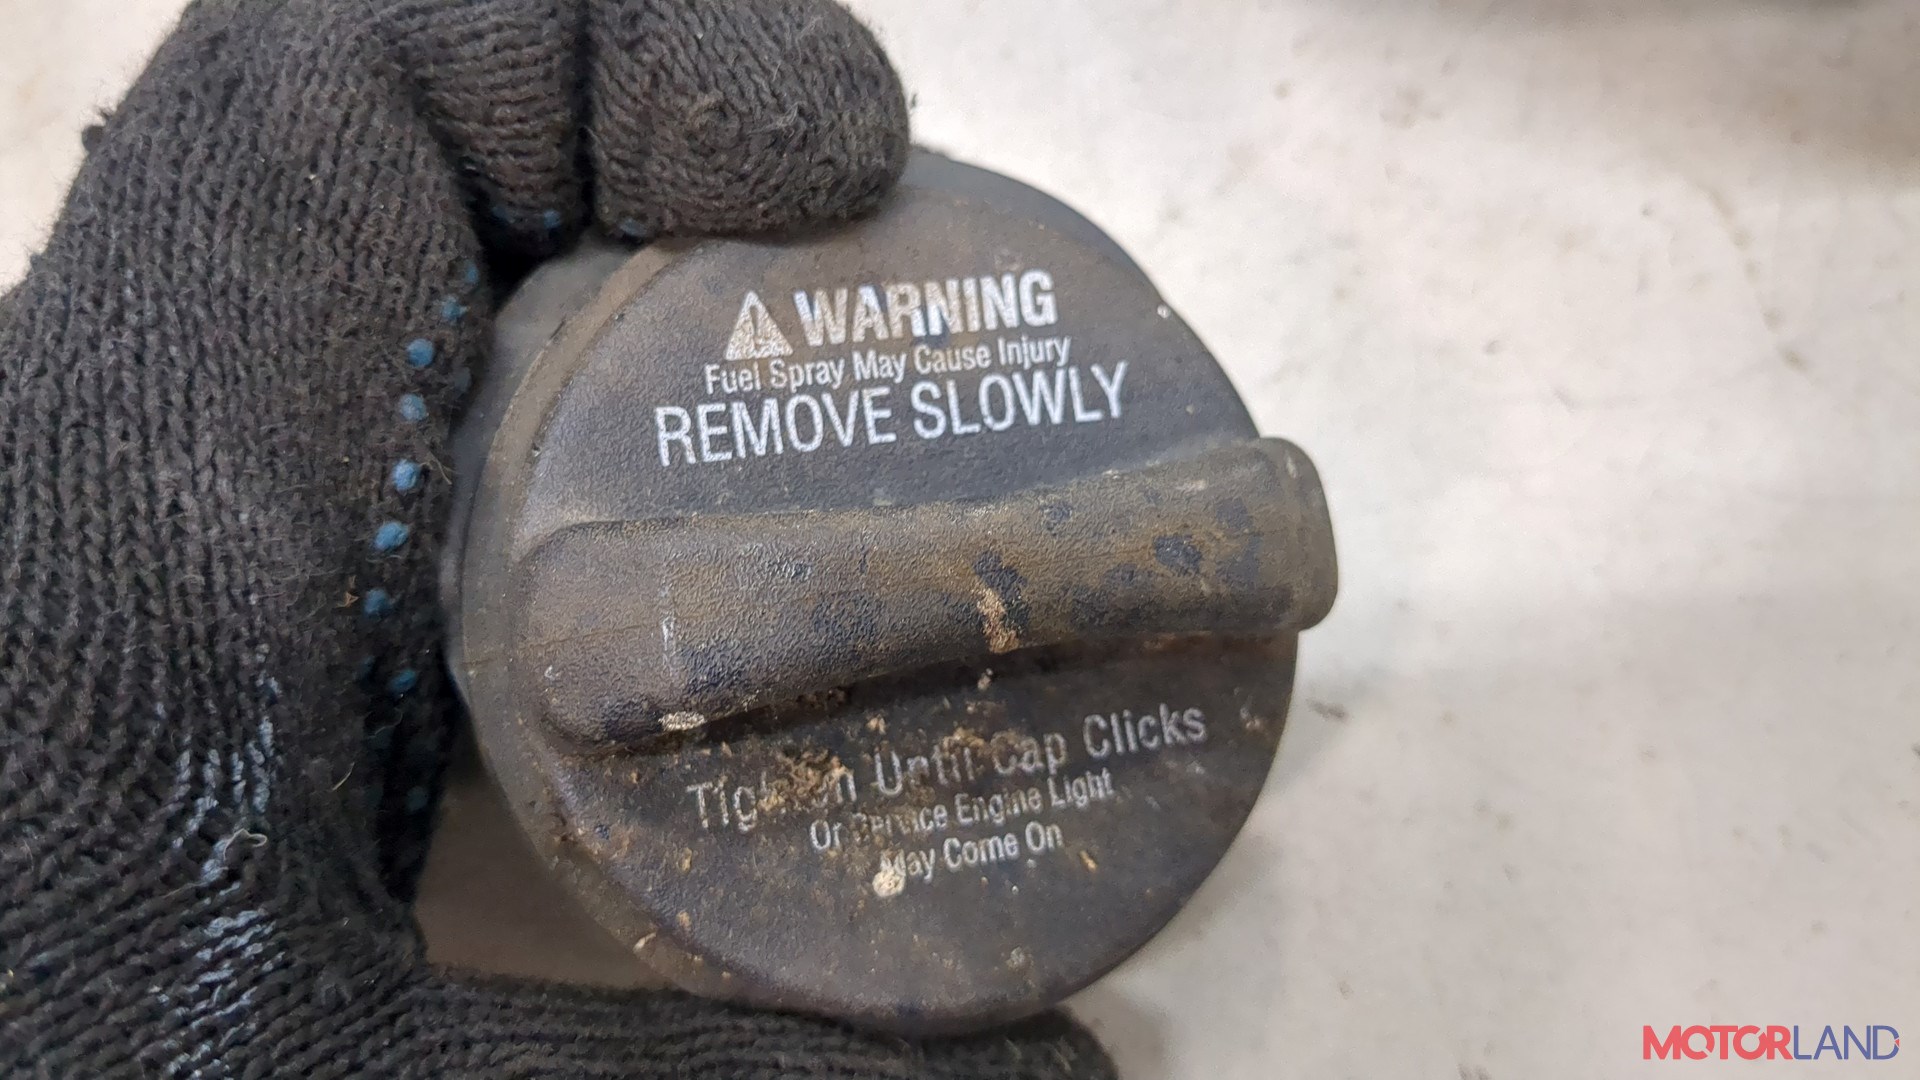 WARNING
Fuel Spray May Cause Injury
REMOVE SLOWLY
Tighten Until Cap Clicks
Or Service Engine Light
May Come On
MOTORLAND